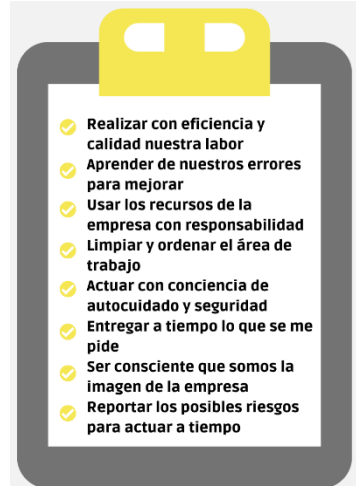 Realizar con eficiencia y
calidad nuestra labor
Aprender de nuestros errores
para mejorar
Usar los recursos de la
empresa con responsabilidad
Limpiar y ordenar el área de
trabajo
Actuar con conciencia de
autocuidado y seguridad
Entregar a tiempo lo que se me
pide
Ser consciente que somos la
imagen de la empresa
Reportar los posibles riesgos
para actuar a tiempo